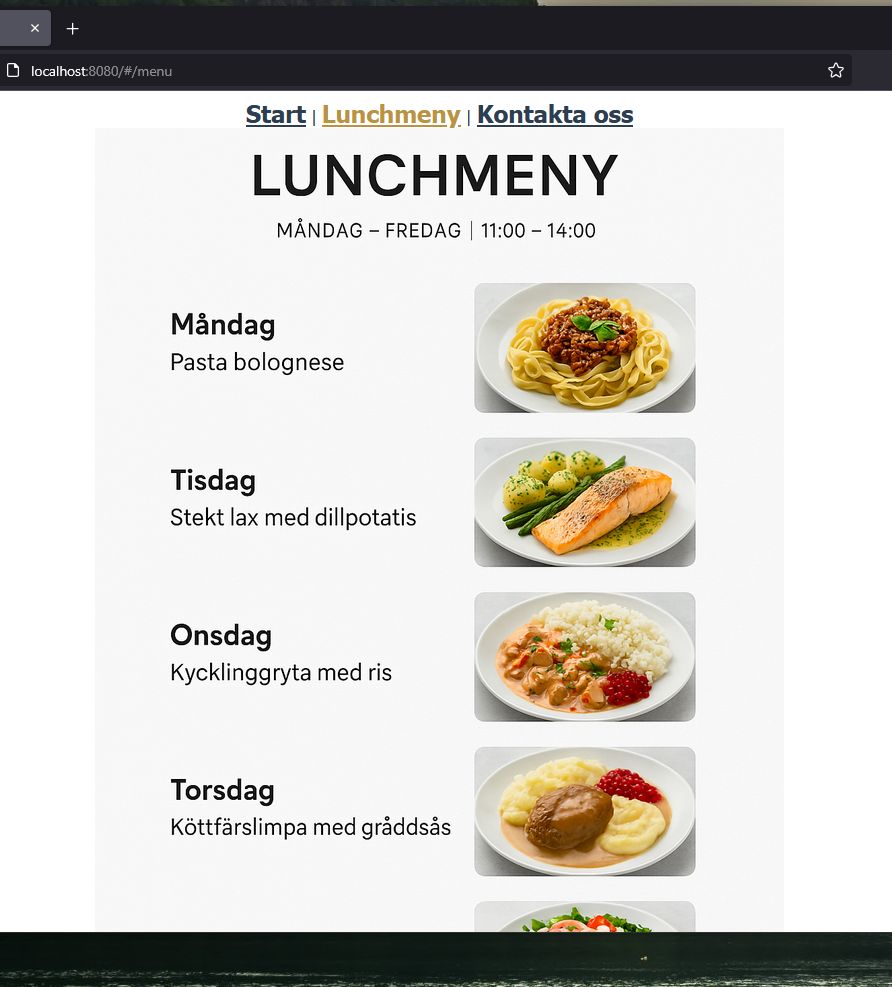 localhost:8080/#/menu
Start | Lunchmeny | Kontakta oss
LUNCHMENY
MÅNDAG – FREDAG | 11:00 – 14:00
Måndag
Pasta bolognese
Tisdag
Stekt lax med dillpotatis
Onsdag
Kycklinggryta med ris
Torsdag
Köttfärslimpa med gråddsås